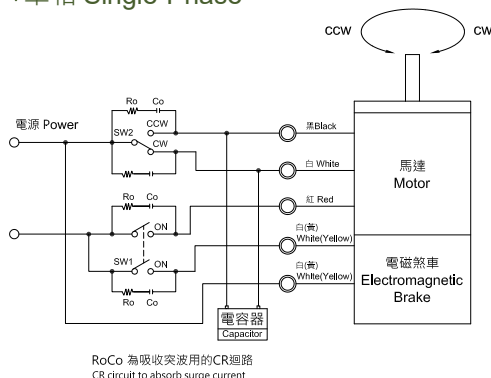 單相 Single Phase
CCW
CW
電源 Power
Ro Co
SW2
CCW
CW
黑Black
白 White
馬達
Motor
Ro Co
ON
紅 Red
白(黃)
White(Yellow)
SW1
ON
白(黃)
White(Yellow)
Ro Co
電磁煞車
Electromagnetic
Brake
電容器
Capacitor
RoCo 為吸收突波用的CR迴路
CR circuit to absorb surge current.